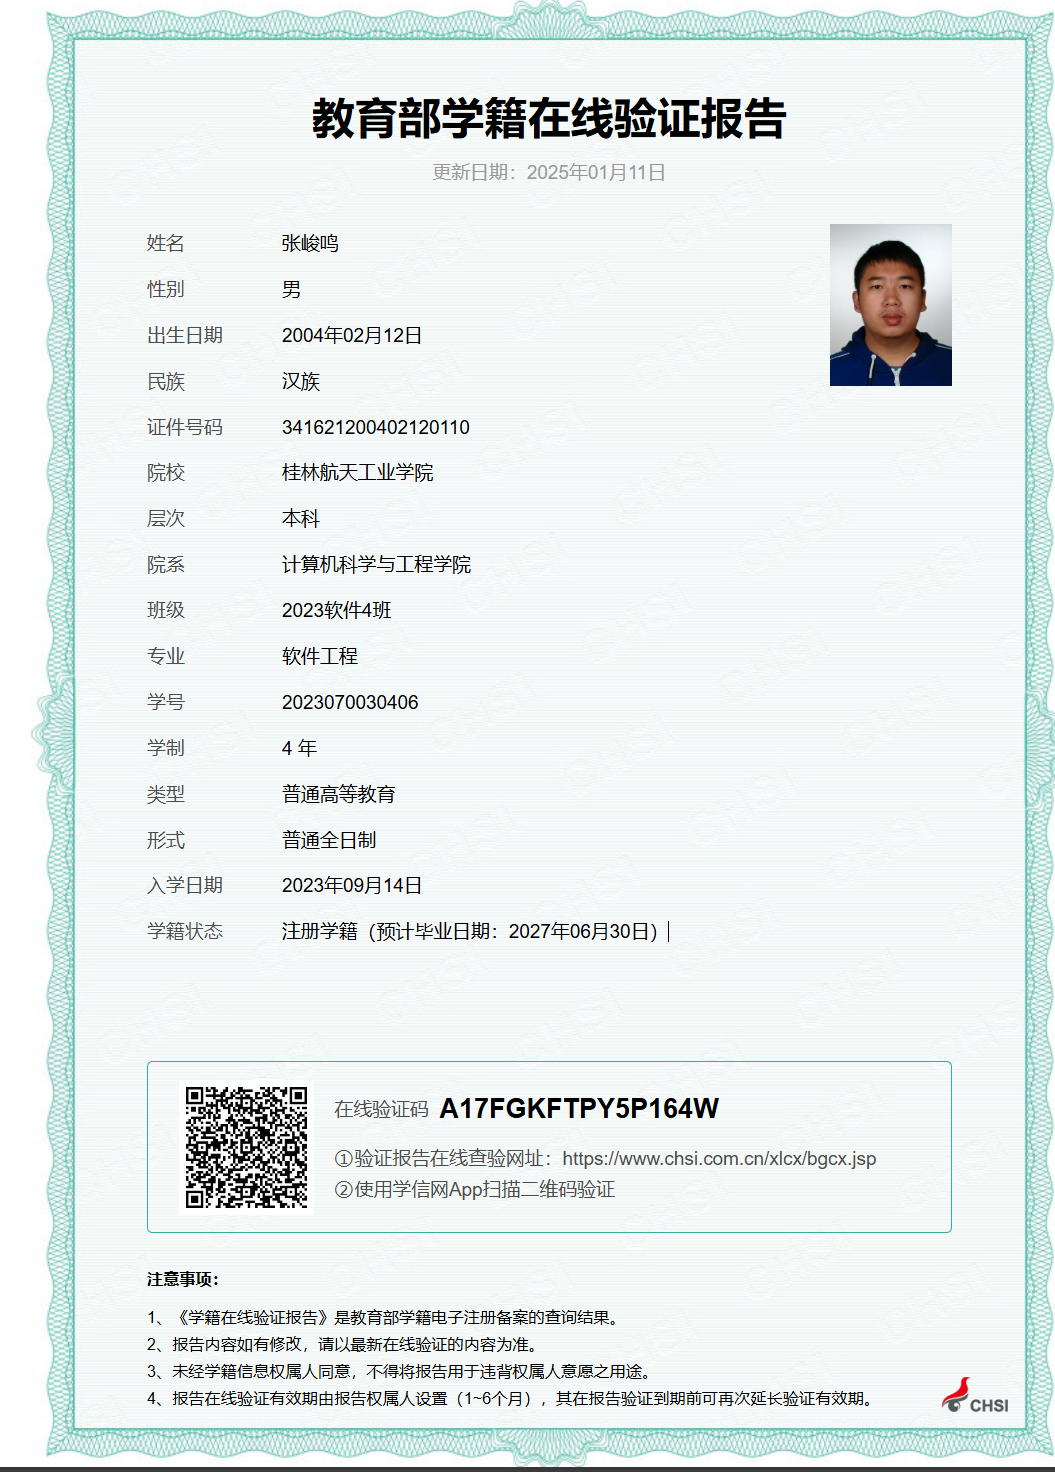 教育部学籍在线验证报告
更新日期：2025年01月11日
姓名 张峻鸣
性别 男
出生日期 2004年02月12日
民族 汉族
证件号码 341621200402120110
院校 桂林航天工业学院
层次 本科
院系 计算机科学与工程学院
班级 2023软件4班
专业 软件工程
学号 2023070030406
学制 4 年
类型 普通高等教育
形式 普通全日制
入学日期 2023年09月14日
学籍状态 注册学籍（预计毕业日期：2027年06月30日）
在线验证码 A17FGKFTPY5P164W
①验证报告在线查验网址：https://www.chsi.com.cn/xlcx/bgcx.jsp
②使用学信网App扫描二维码验证
注意事项：
1、《学籍在线验证报告》是教育部学籍电子注册备案的查询结果。
2、报告内容如有修改，请以最新在线验证的内容为准。
3、未经学籍信息权属人同意，不得将报告用于违背权属人意愿之用途。
4、报告在线验证有效期由报告权属人设置（1~6个月），其在报告验证到期前可再次延长验证有效期。
CHSI